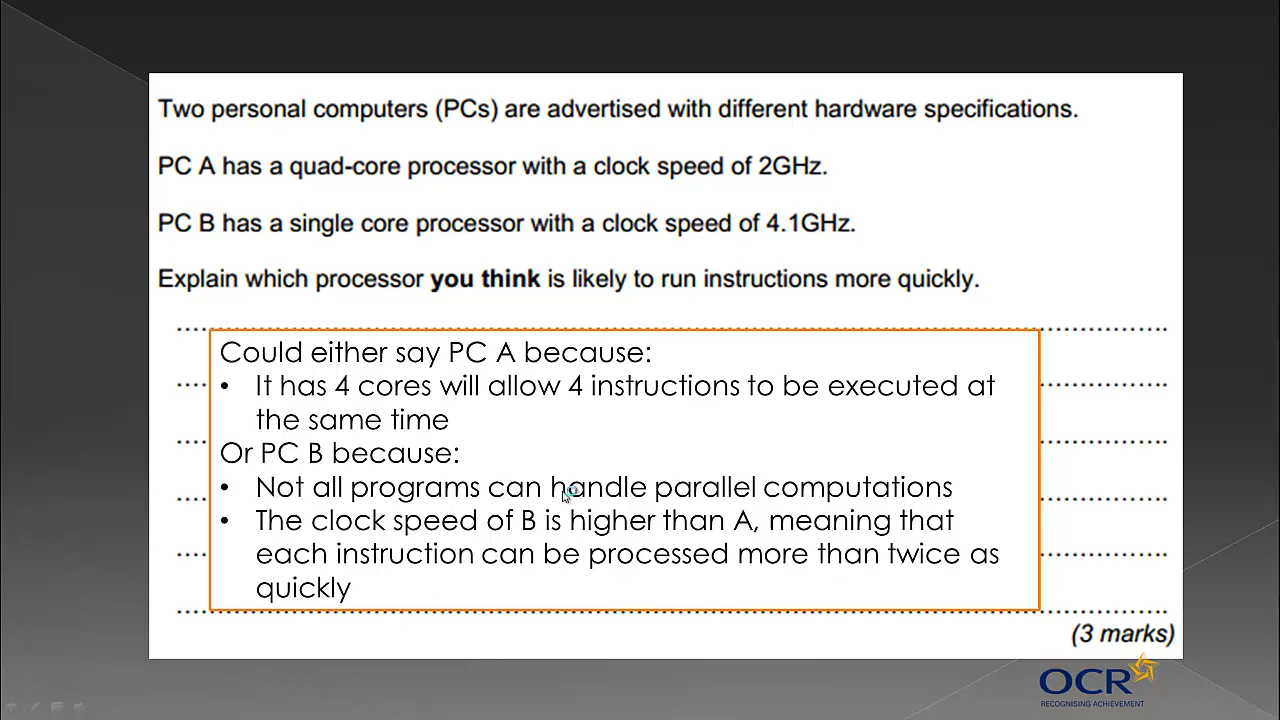 Two personal computers (PCs) are advertised with different hardware specifications.
PC A has a quad-core processor with a clock speed of 2GHz.
PC B has a single core processor with a clock speed of 4.1GHz.
Explain which processor you think is likely to run instructions more quickly.
Could either say PC A because:
• It has 4 cores will allow 4 instructions to be executed at
the same time
Or PC B because:
• Not all programs can handle parallel computations
• The clock speed of B is higher than A, meaning that
each instruction can be processed more than twice as
quickly
(3 marks)
OCR
RECOGNISING ACHIEVEMENT